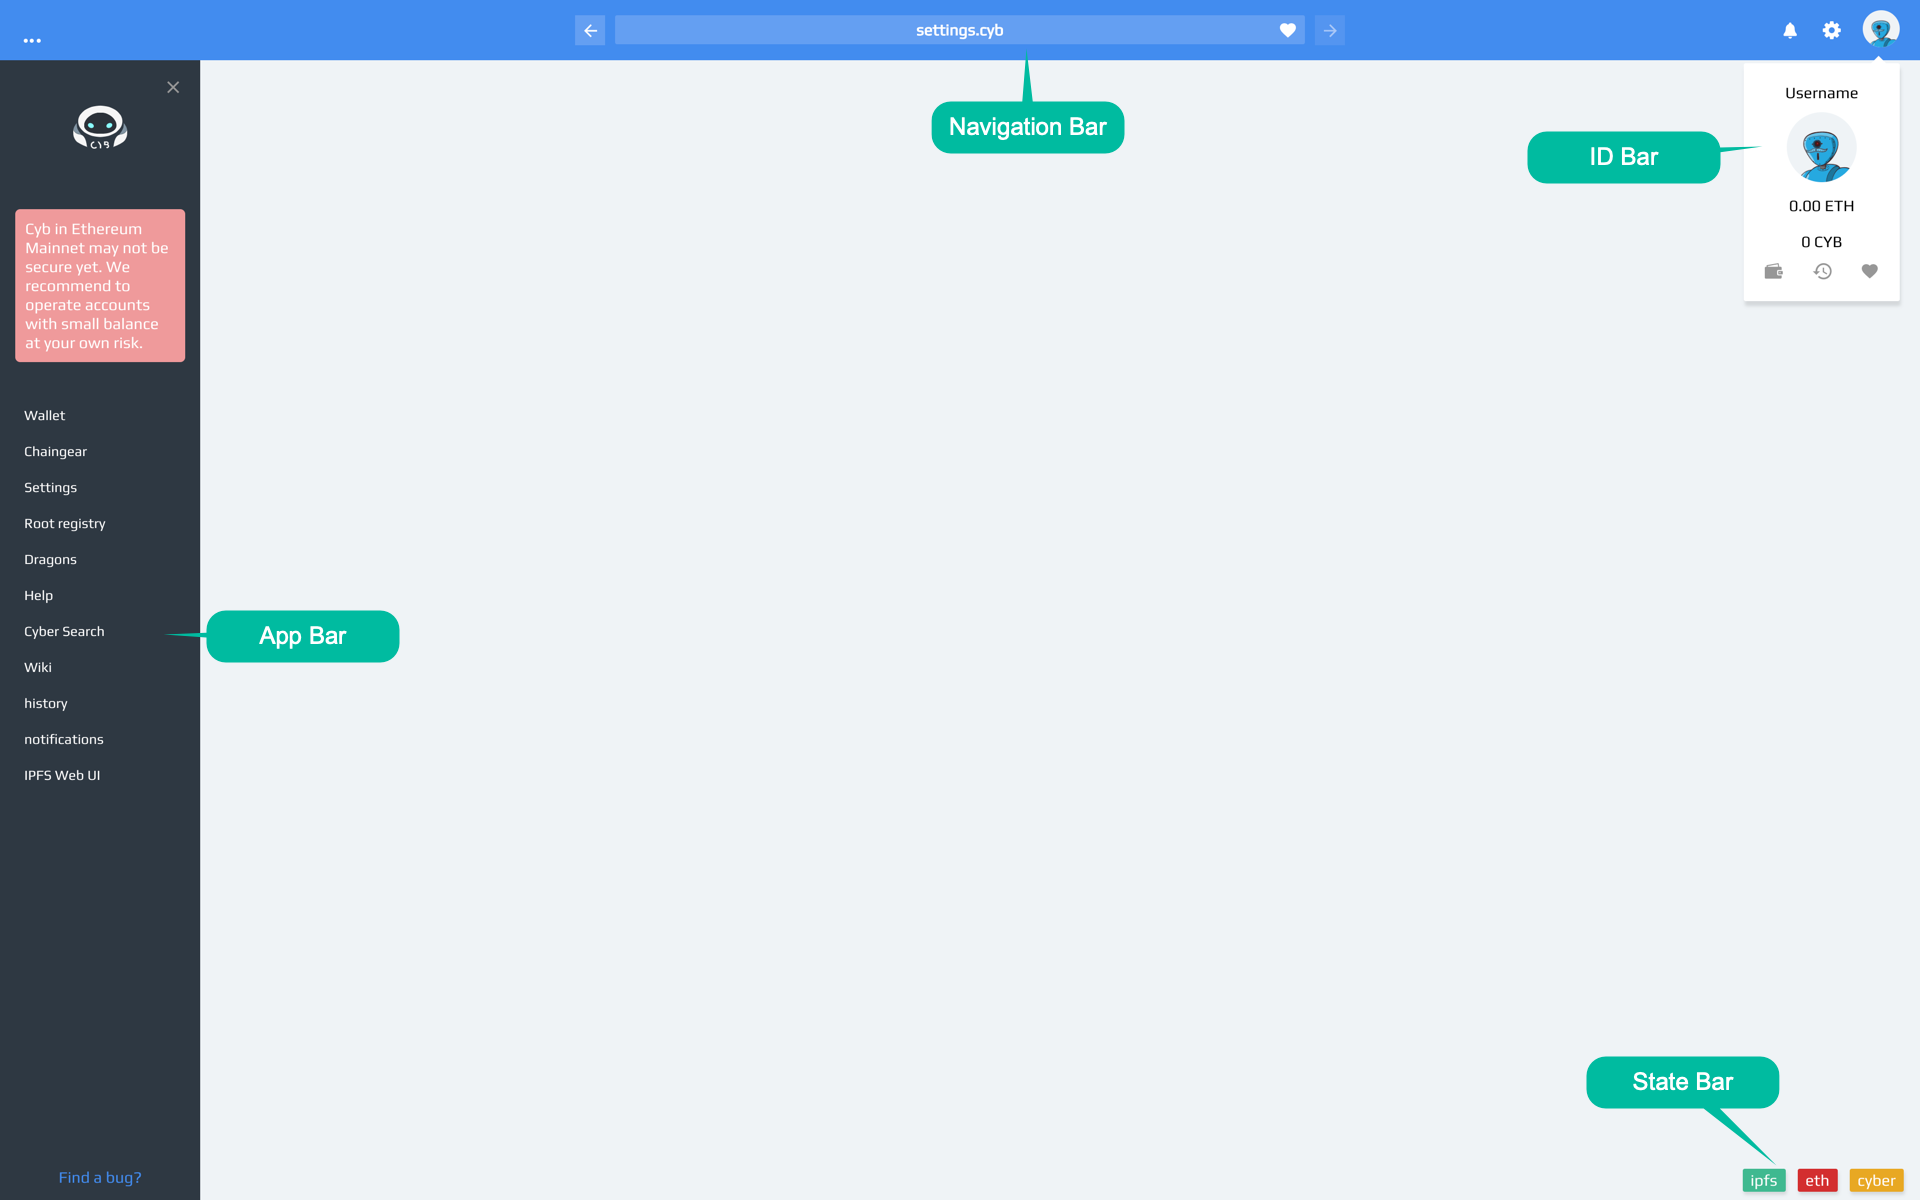 ...
settings.cyb
Navigation Bar
Username
ID Bar
0.00 ETH
0 CYB
CYB
Cyb in Ethereum
Mainnet may not be
secure yet. We
recommend to
operate accounts
with small balance
at your own risk.
Wallet
Chaingear
Settings
Root registry
Dragons
Help
Cyber Search
Wiki
history
notifications
IPFS Web UI
App Bar
Find a bug?
State Bar
ipfs
eth
cyber